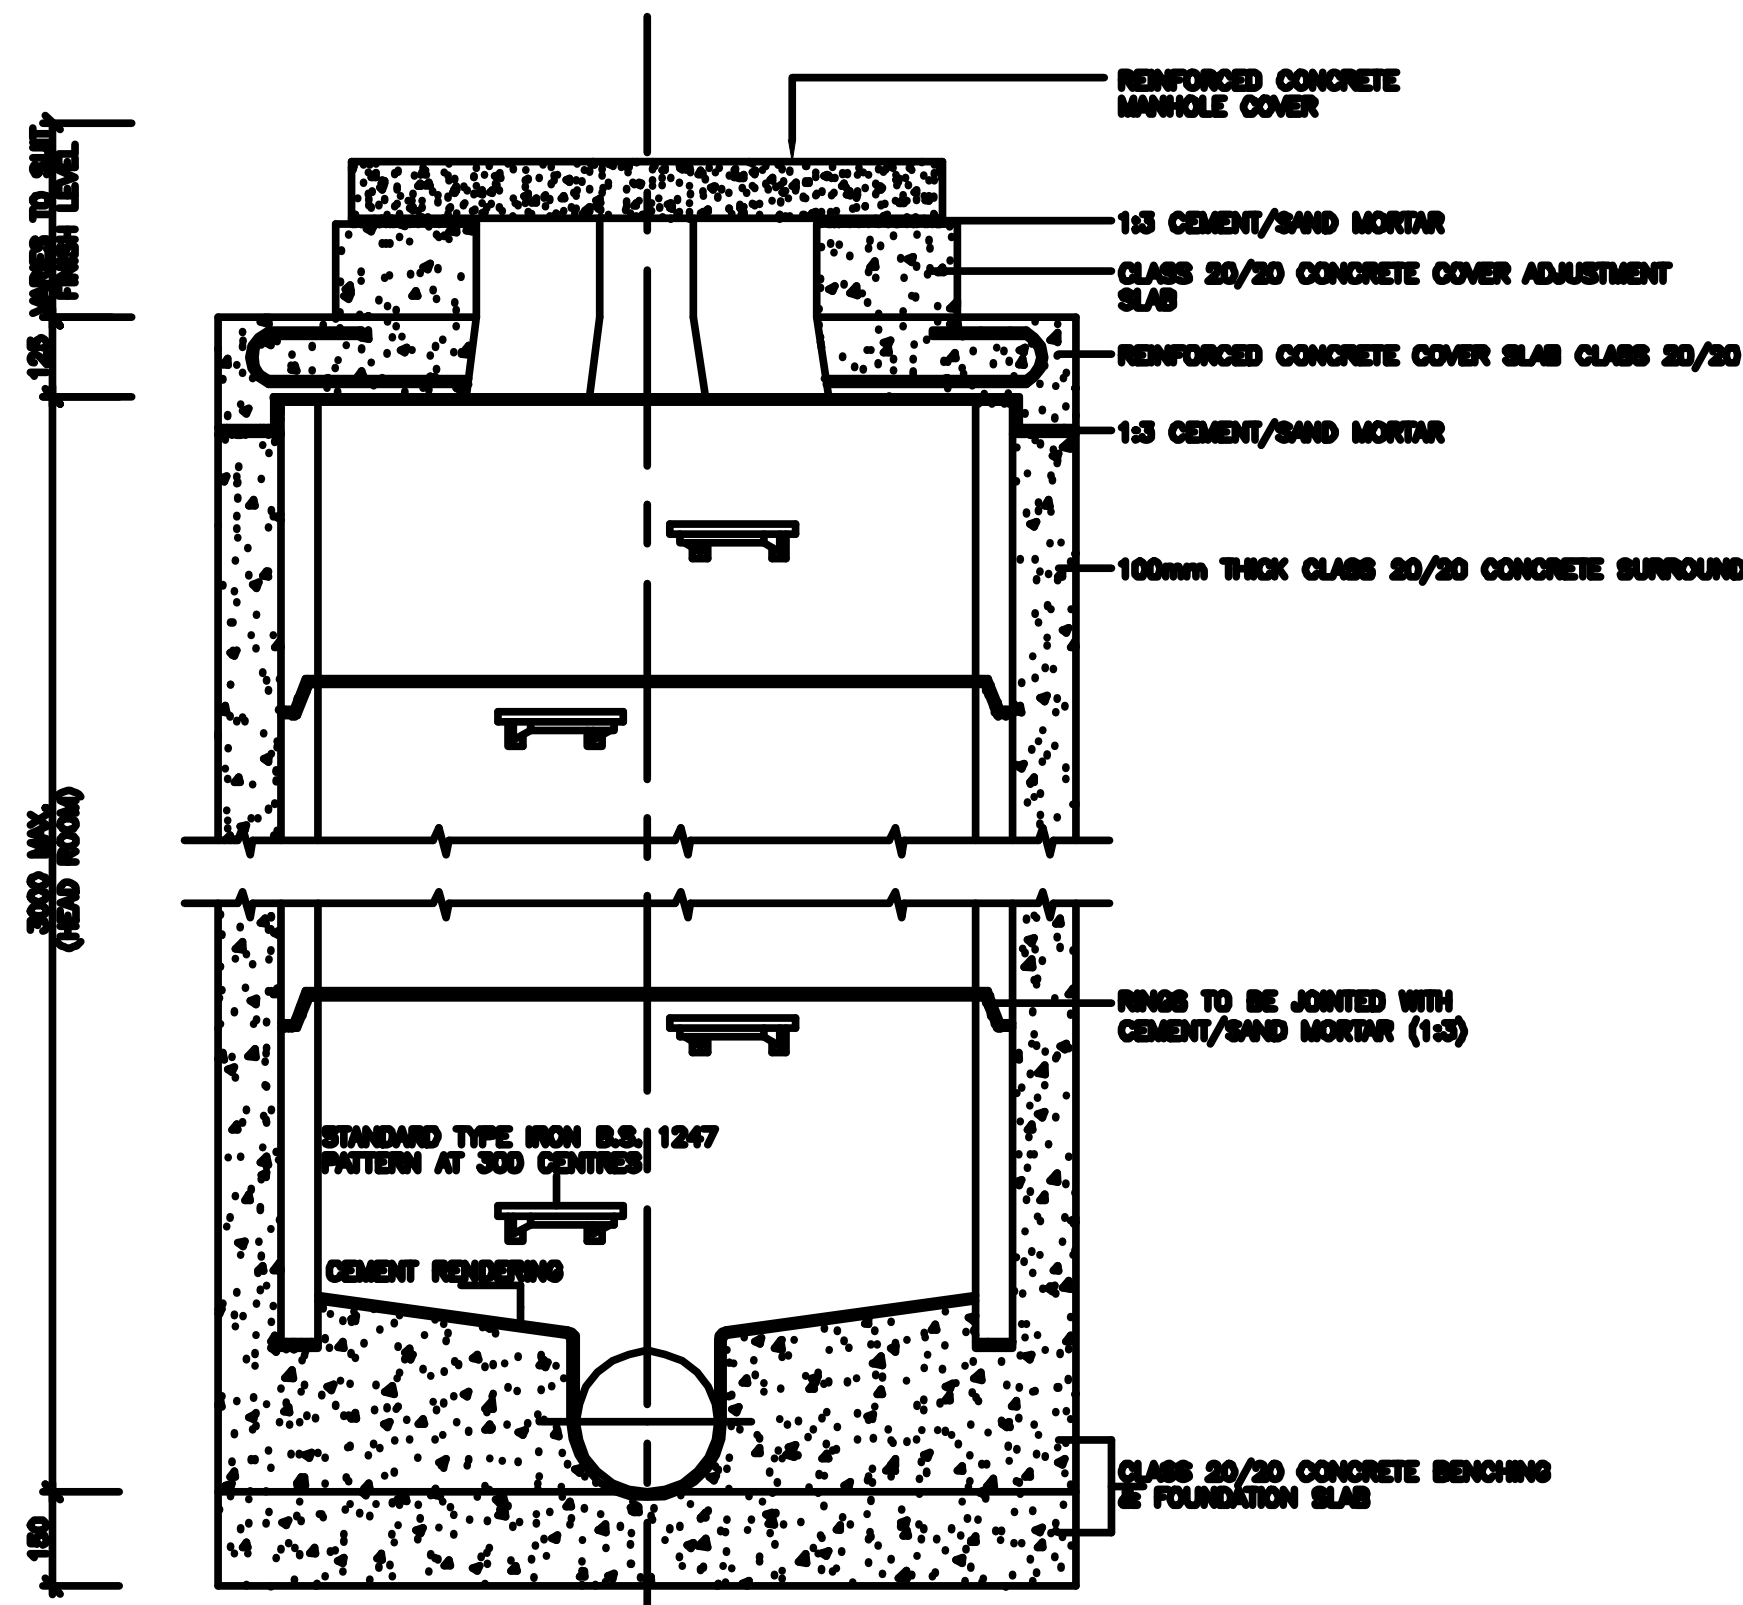 REINFORCED CONCRETE
MANHOLE COVER
1:3 CEMENT/SAND MORTAR
CLASS 20/20 CONCRETE COVER ADJUSTMENT
SLAB
REINFORCED CONCRETE COVER SLAB CLASS 20/20
1:3 CEMENT/SAND MORTAR
100mm THICK CLASS 20/20 CONCRETE SURROUND
RINGS TO BE JOINTED WITH
CEMENT/SAND MORTAR (1:3)
CLASS 20/20 CONCRETE BENCHING
& FOUNDATION SLAB
STANDARD TYPE IRON B.S. 1247
PATTERN AT 300 CENTRES
CEMENT RENDERING
VARIES TO SUIT
FINISH LEVEL
125
3000 MAX.
(HEAD ROOM)
150